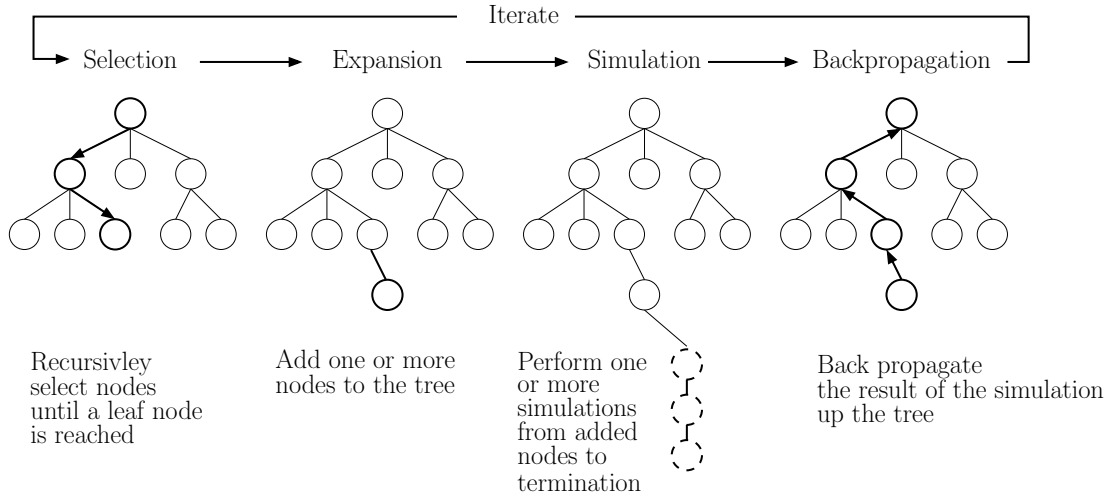 Iterate
Selection
Expansion
Simulation
Backpropagation
Recursivley
select nodes
until a leaf node
is reached
Add one or more
nodes to the tree
Perform one
or more
simulations
from added
nodes to
termination
Back propagate
the result of the simulation
up the tree